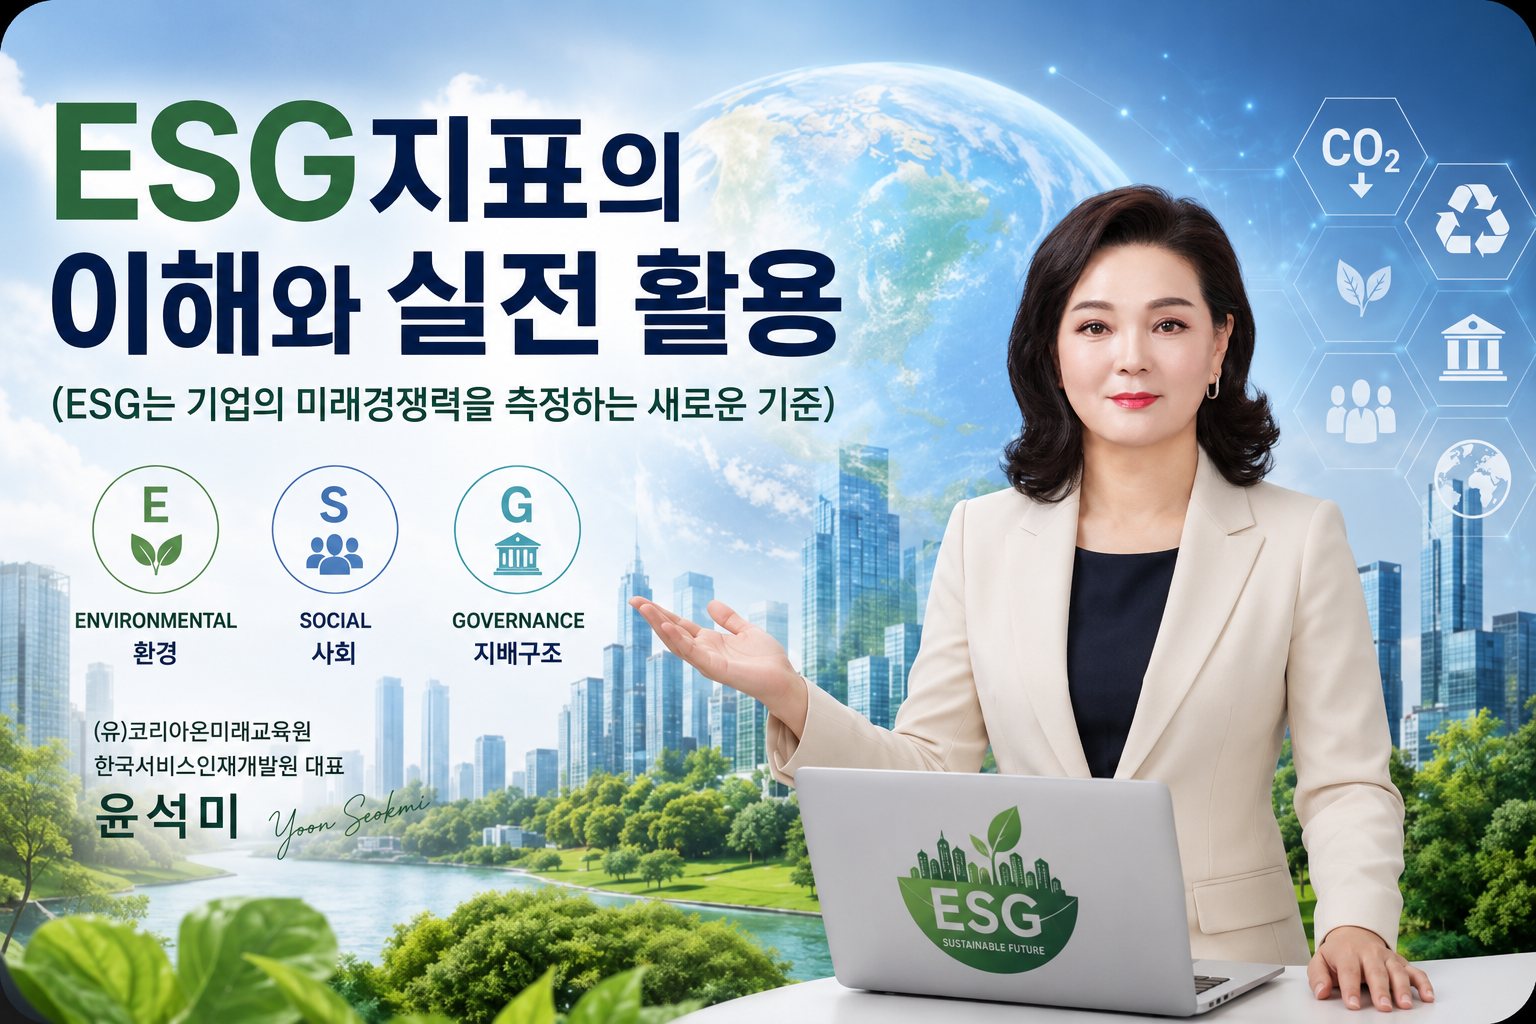 ESG 지표의
이해와 실전 활용
(ESG는 기업의 미래경쟁력을 측정하는 새로운 기준)
E
S
G
ENVIRONMENTAL
환경
SOCIAL
사회
GOVERNANCE
지배구조
(유)코리아온미래교육원
한국서비스인재개발원 대표
윤석미
Yoon Seokmi
CO₂
ESG
SUSTAINABLE FUTURE